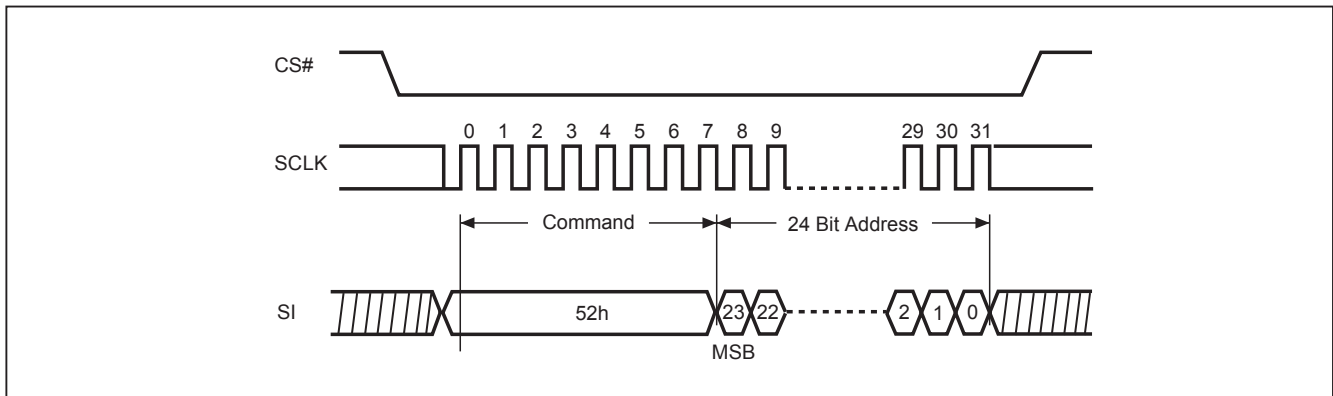 CS#
0 1 2 3 4 5 6 7 8 9 29 30 31
SCLK
Command 24 Bit Address
SI 52h 23 22 2 1 0
MSB